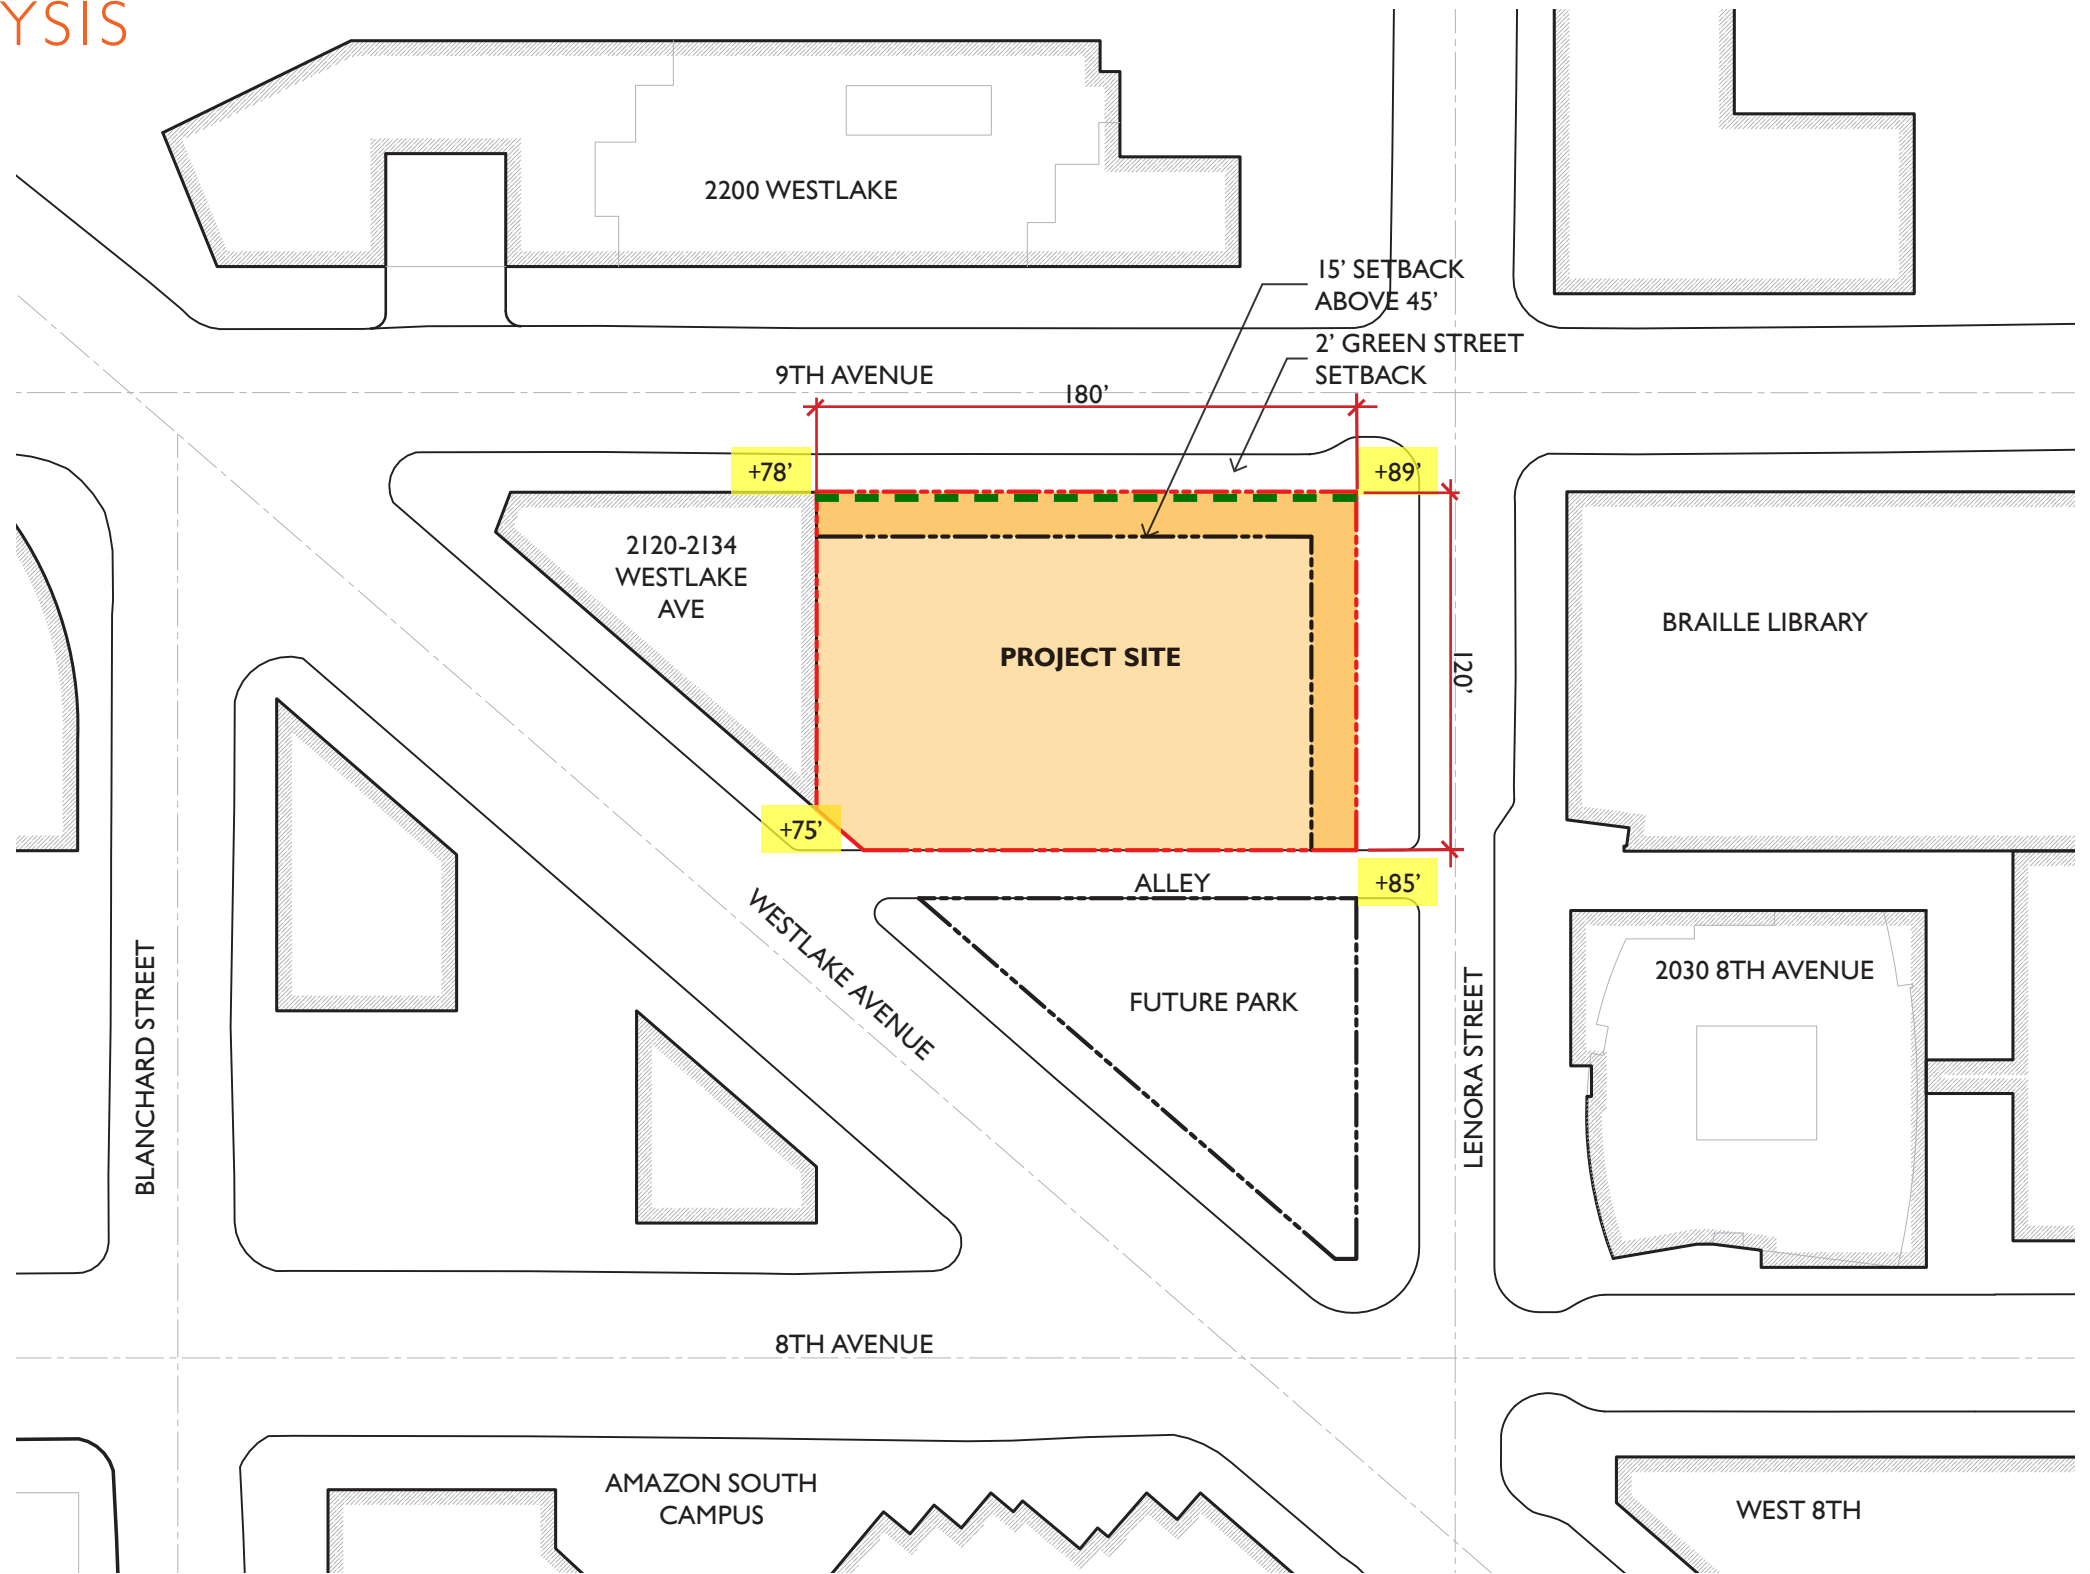 YSIS
2200 WESTLAKE
15’ SETBACK
ABOVE 45’
2’ GREEN STREET
SETBACK
9TH AVENUE
180’
+78’
+89’
2120-2134
WESTLAKE
AVE
BRAILLE LIBRARY
PROJECT SITE
120’
+75’
ALLEY
+85’
WESTLAKE AVENUE
BLANCHARD STREET
2030 8TH AVENUE
FUTURE PARK
LENORA STREET
8TH AVENUE
AMAZON SOUTH
CAMPUS
WEST 8TH